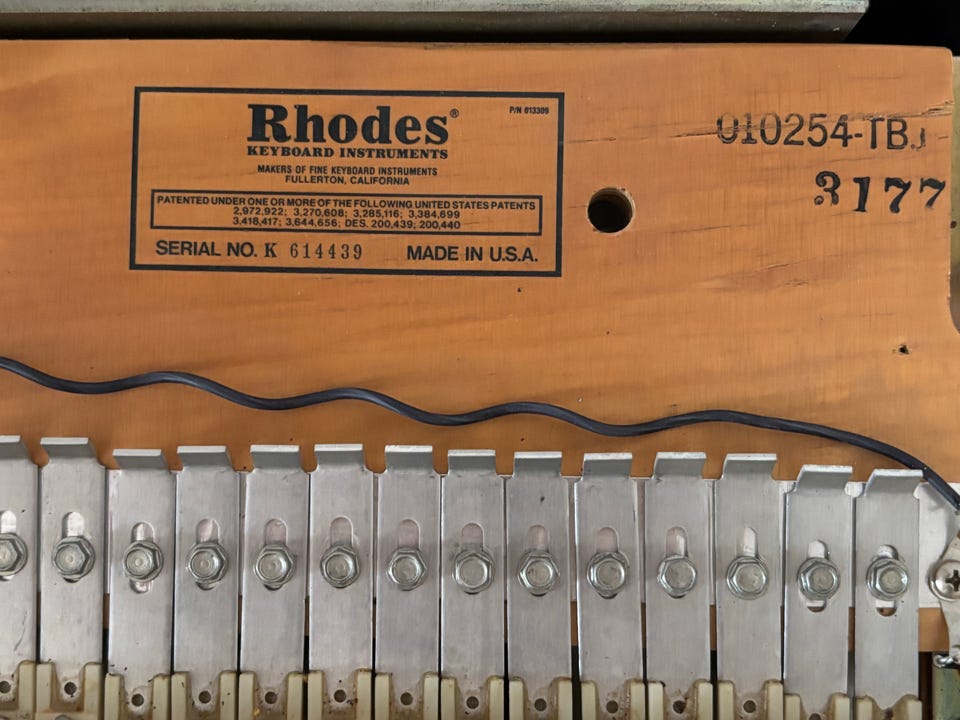 Rhodes®
P/N 013309
KEYBOARD INSTRUMENTS
MAKERS OF FINE KEYBOARD INSTRUMENTS
FULLERTON, CALIFORNIA
PATENTED UNDER ONE OR MORE OF THE FOLLOWING UNITED STATES PATENTS
2,972,922; 3,270,608; 3,285,116; 3,384,699
3,418,417; 3,644,656; DES. 200,439; 200,440
SERIAL NO. K 614439 MADE IN U.S.A.
010254-TBJ
3177